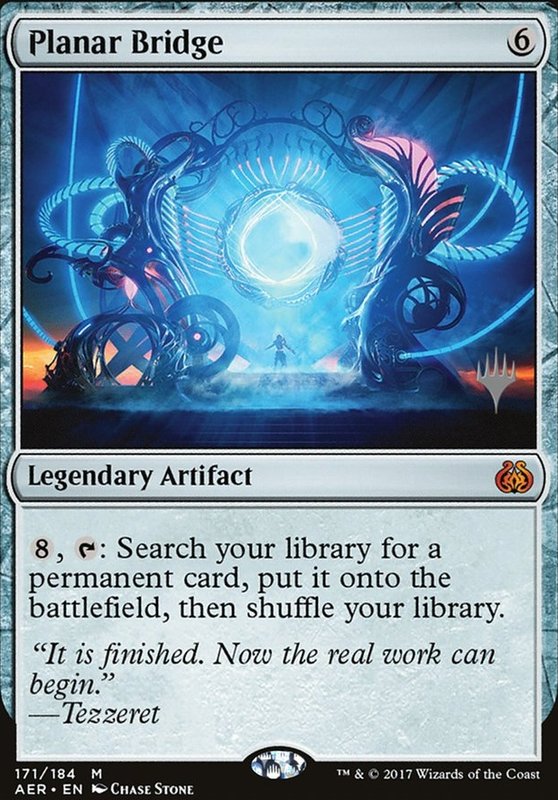 Planar Bridge 6
Legendary Artifact
8, : Search your library for a
permanent card, put it onto the
battlefield, then shuffle your library.
“It is finished. Now the real work can
begin.”
—Tezzeret
171/184 M
AER • EN Chase Stone
™ & © 2017 Wizards of the Coast